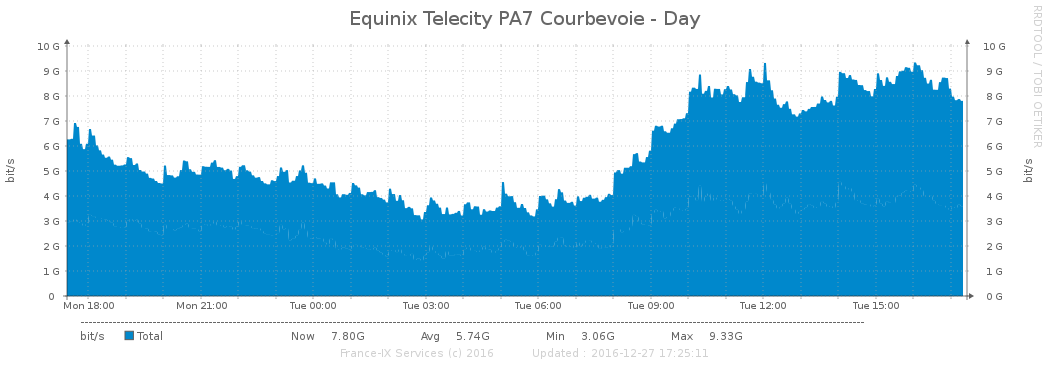 Equinix Telecity PA7 Courbevoie - Day
RRDTOOL / TOBI OETIKER
bit/s
10 G 10 G
9 G 9 G
8 G 8 G
7 G 7 G
6 G 6 G
5 G 5 G
4 G 4 G
3 G 3 G
2 G 2 G
1 G 1 G
0 0 G
bit/s
Mon 18:00 Mon 21:00 Tue 00:00 Tue 03:00 Tue 06:00 Tue 09:00 Tue 12:00 Tue 15:00
bit/s Total Now 7.80G Avg 5.74G Min 3.06G Max 9.33G
France-IX Services (c) 2016 Updated : 2016-12-27 17:25:11